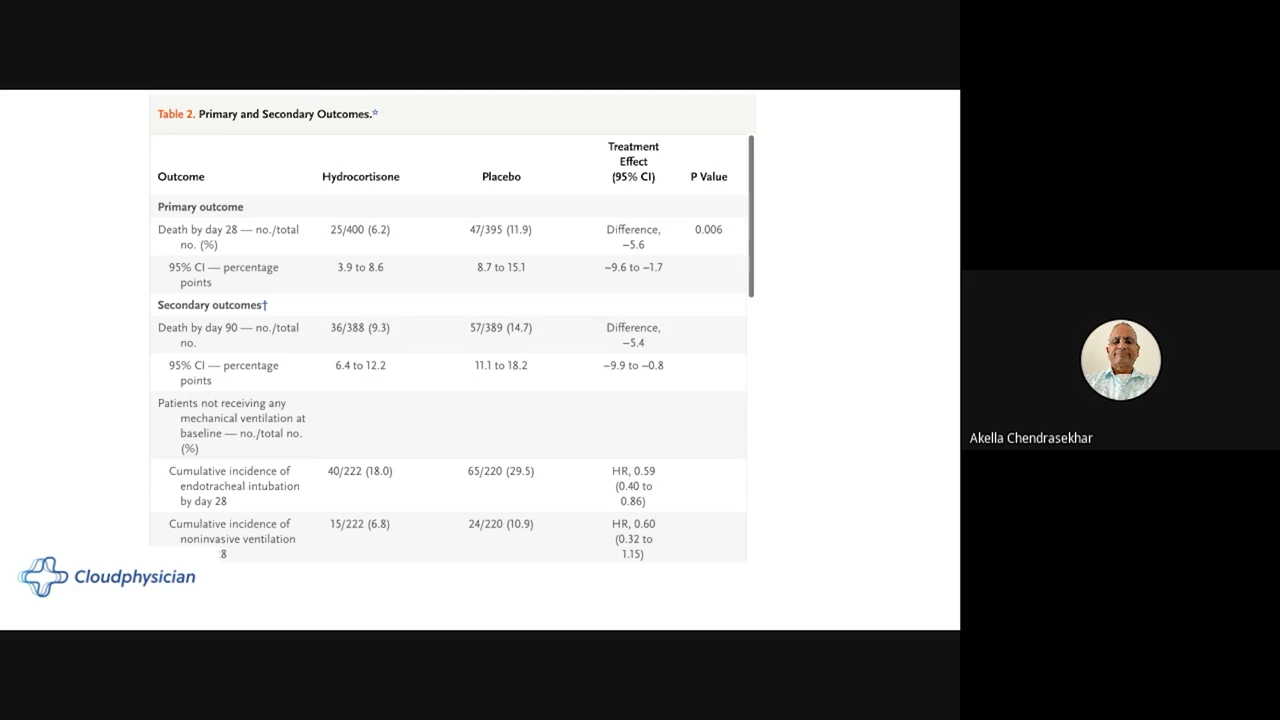 Table 2. Primary and Secondary Outcomes.☆
Treatment
Effect
Outcome Hydrocortisone Placebo (95% CI) P Value
Primary outcome
Death by day 28 — no./total 25/400 (6.2) 47/395 (11.9) Difference, 0.006
no. (%) −5.6
95% CI — percentage 3.9 to 8.6 8.7 to 15.1 −9.6 to −1.7
points
Secondary outcomes†
Death by day 90 — no./total 36/388 (9.3) 57/389 (14.7) Difference,
no. −5.4
95% CI — percentage 6.4 to 12.2 11.1 to 18.2 −9.9 to −0.8
points
Patients not receiving any
mechanical ventilation at
baseline — no./total no.
(%)
Cumulative incidence of 40/222 (18.0) 65/220 (29.5) HR, 0.59
endotracheal intubation (0.40 to
by day 28 0.86)
Cumulative incidence of 15/222 (6.8) 24/220 (10.9) HR, 0.60
noninvasive ventilation (0.32 to
8 1.15)
Cloudphysician
Akella Chendrasekhar